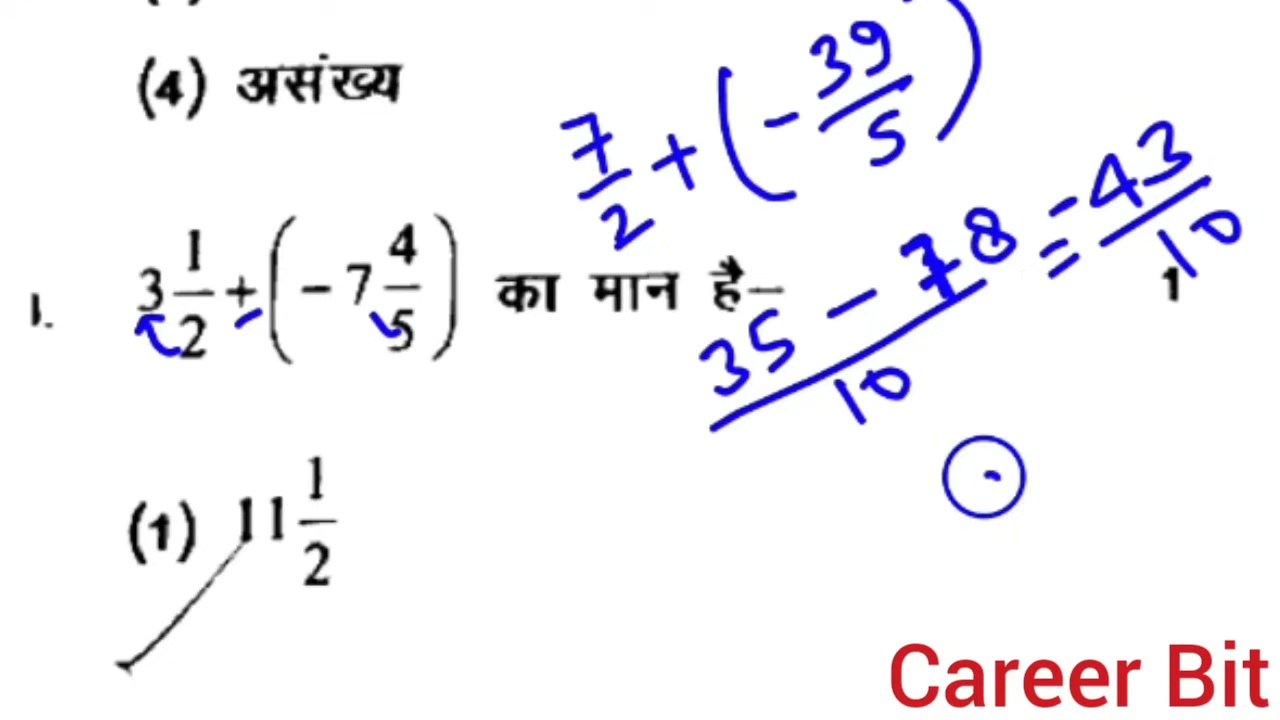 (4) असंख्य
7/2 + (- 39/5)
1. 3 1/2 + (- 7 4/5) का मान है– 1
35 - 78 / 10 = - 43/10
(1) 11 1/2
Career Bit